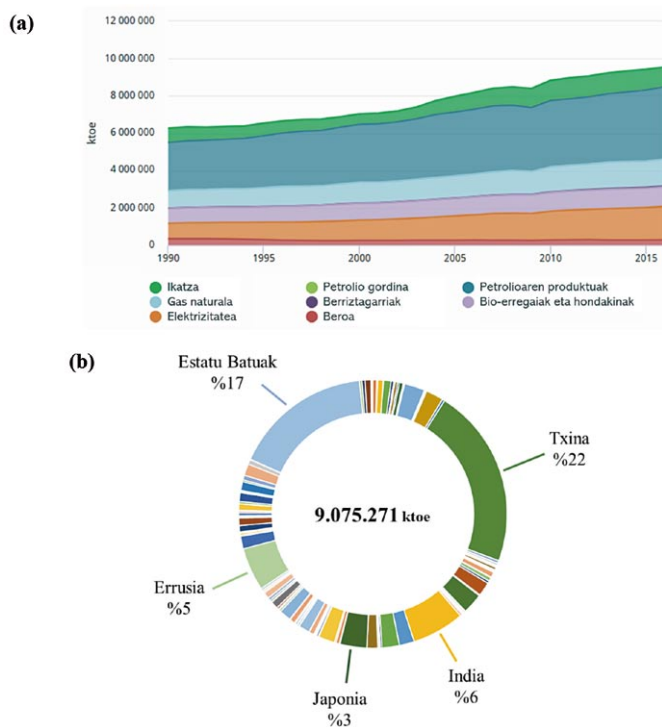 (a)
12 000 000
10 000 000
8 000 000
6 000 000
4 000 000
2 000 000
0
ktoe
1990 1995 2000 2005 2010 2015
Ikatza Petrolio gordina Petrolioaren produktuak
Gas naturala Berriztagarriak Bio-erregaiak eta hondakinak
Elektrizitatea Beroa
(b)
Estatu Batuak
%17
Txina
%22
9.075.271 ktoe
Errusia
%5
India
%6
Japonia
%3